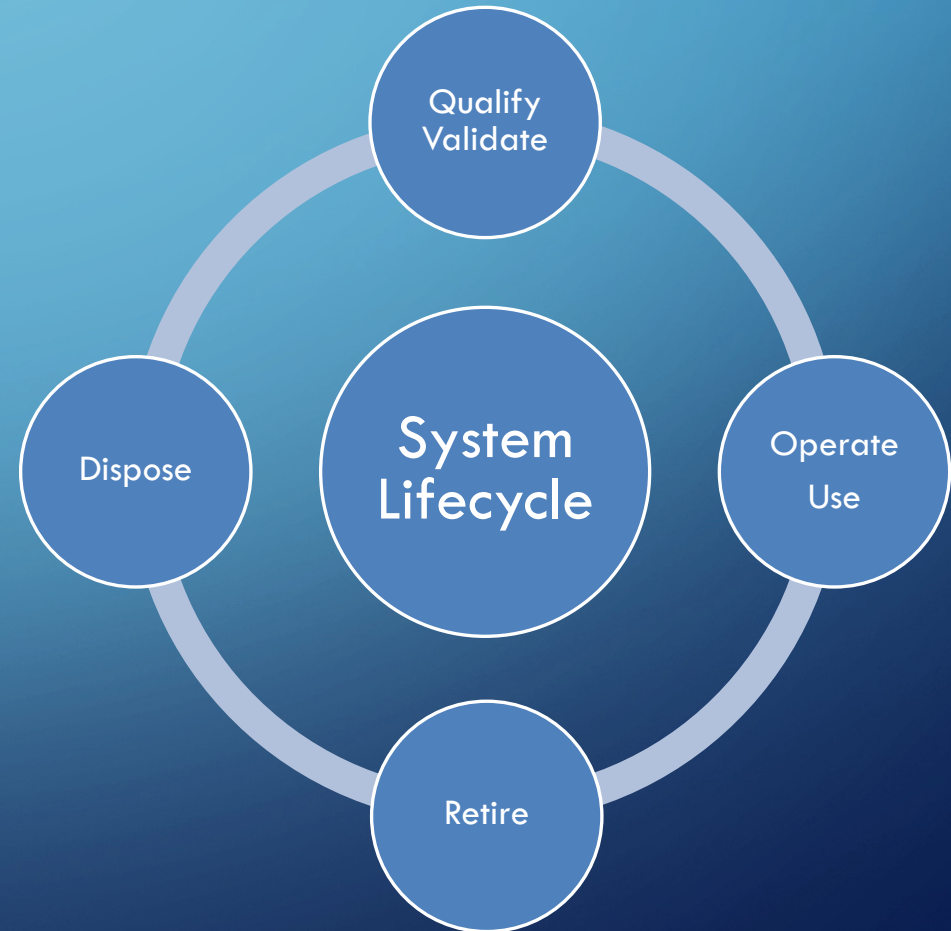 Qualify
Validate
System
Lifecycle
Operate
Use
Dispose
Retire